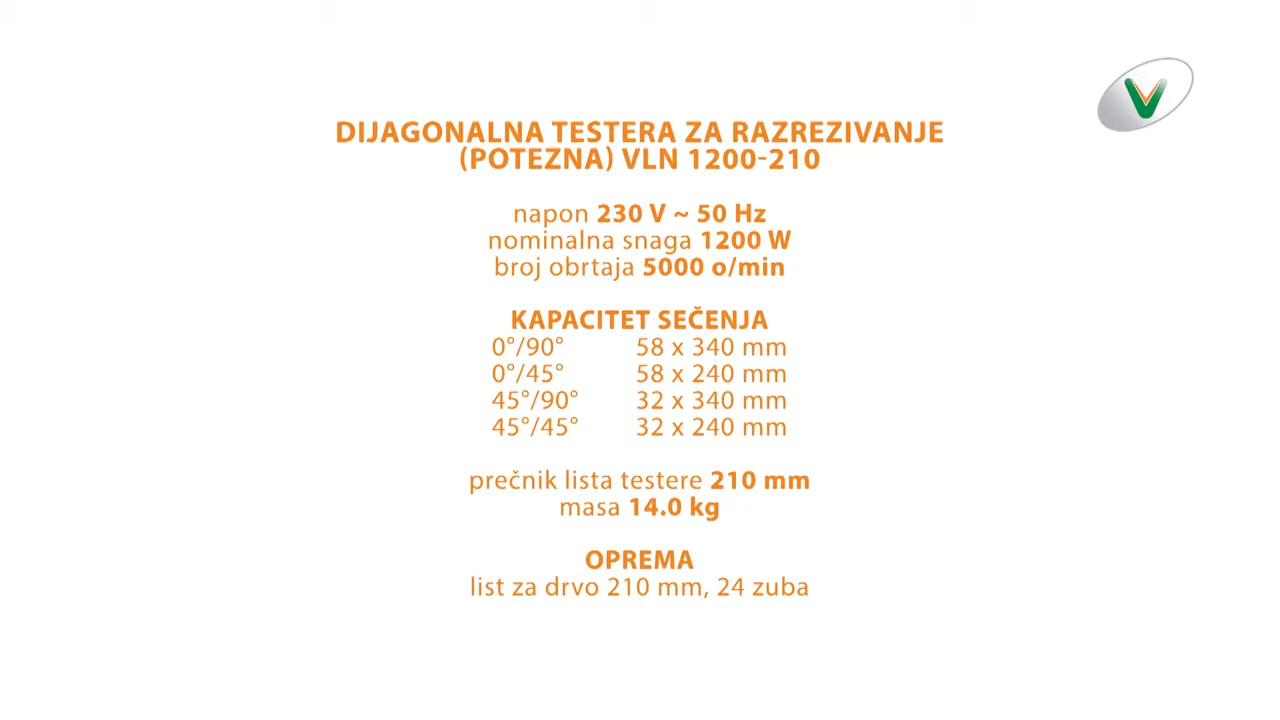 DIJAGONALNA TESTERA ZA RAZREZIVANJE
(POTEZNA) VLN 1200-210
napon 230 V ~ 50 Hz
nominalna snaga 1200 W
broj obrtaja 5000 o/min
KAPACITET SEČENJA
0°/90° 58 x 340 mm
0°/45° 58 x 240 mm
45°/90° 32 x 340 mm
45°/45° 32 x 240 mm
prečnik lista testere 210 mm
masa 14.0 kg
OPREMA
list za drvo 210 mm, 24 zuba
V